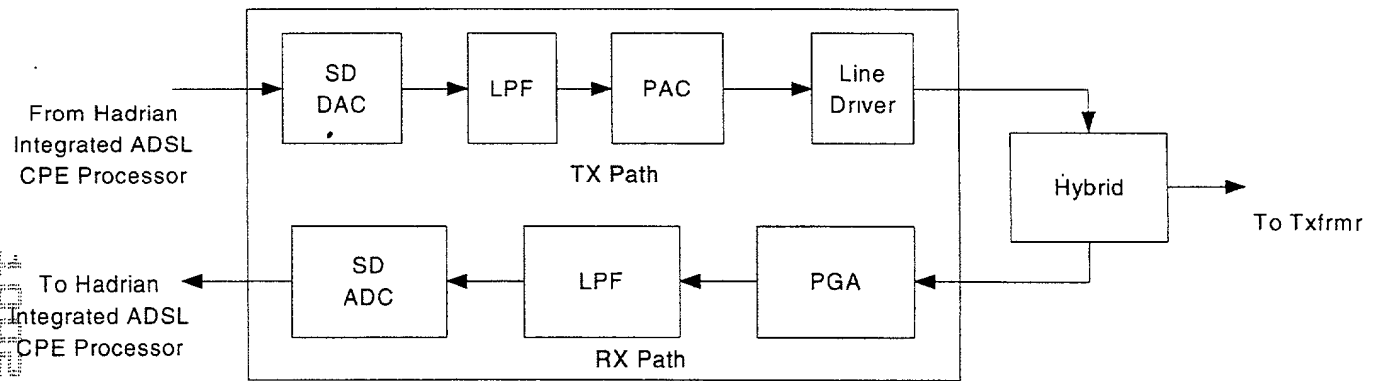 From Hadrian
Integrated ADSL
CPE Processor
SD
DAC
LPF
PAC
Line
Driver
TX Path
Hybrid
To Txfrmr
To Hadrian
Integrated ADSL
CPE Processor
SD
ADC
LPF
PGA
RX Path